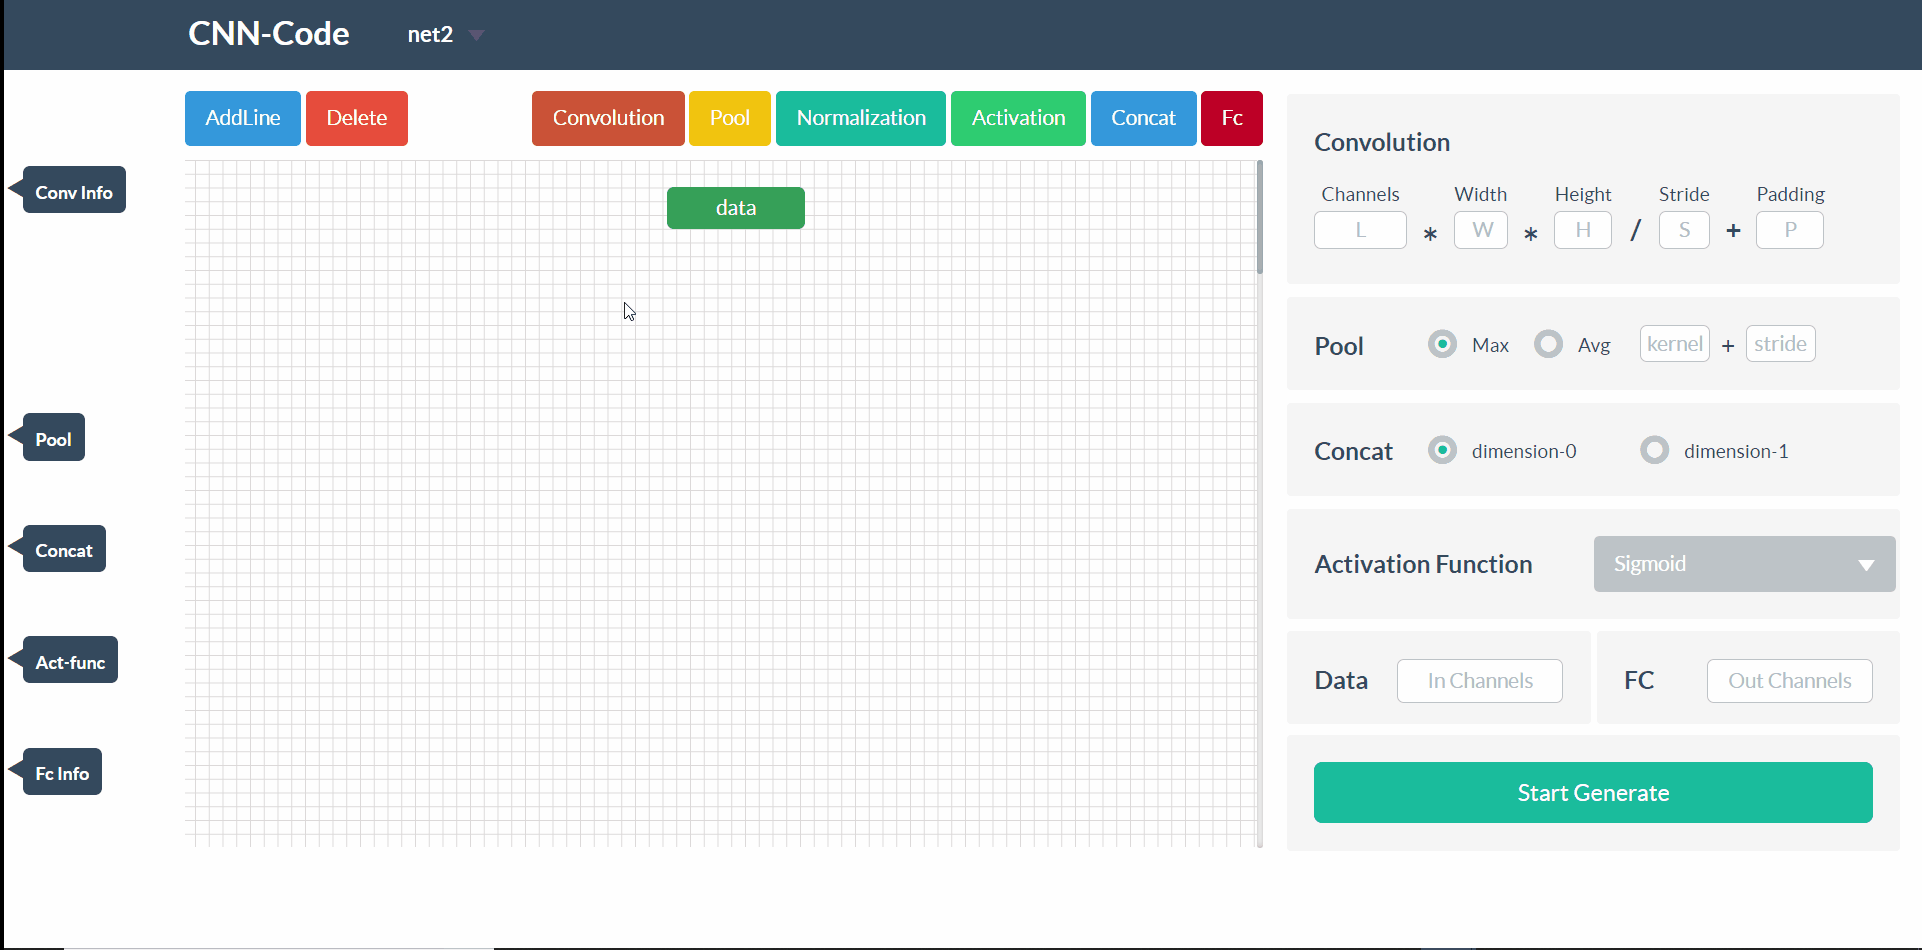 CNN-Code net2
AddLine Delete Convolution Pool Normalization Activation Concat Fc
Conv Info
Pool
Concat
Act-func
Fc Info
data
Convolution
Channels Width Height Stride Padding
L * W * H / S + P
Pool Max Avg kernel + stride
Concat dimension-0 dimension-1
Activation Function Sigmoid
Data In Channels FC Out Channels
Start Generate